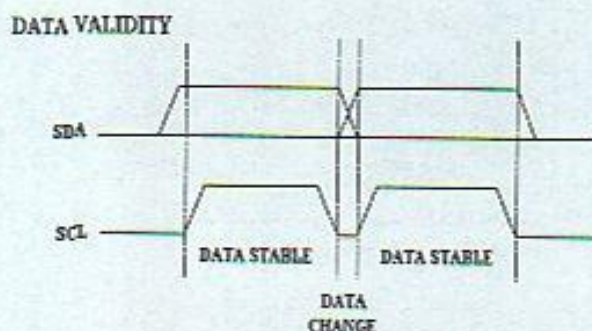 DATA VALIDITY
SDA
SCL
DATA STABLE
DATA STABLE
DATA
CHANGE